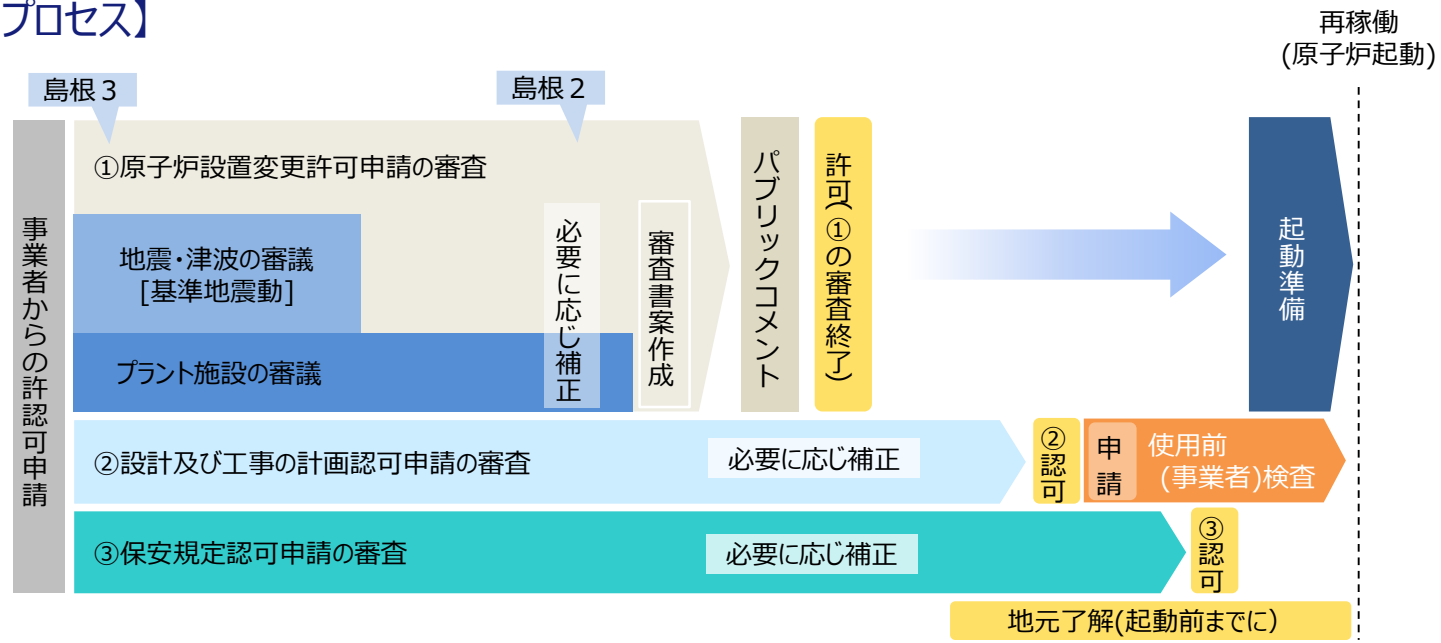 プロセス】
再稼働
(原子炉起動)
島根３
島根２
事業者からの許認可申請
①原子炉設置変更許可申請の審査
地震・津波の審議
[基準地震動]
プラント施設の審議
必要に応じ補正
審査書案作成
パブリックコメント
許可(①の審査終了)
起動準備
②設計及び工事の計画認可申請の審査
必要に応じ補正
②認可
申請
使用前
(事業者)検査
③保安規定認可申請の審査
必要に応じ補正
③認可
地元了解(起動前までに)